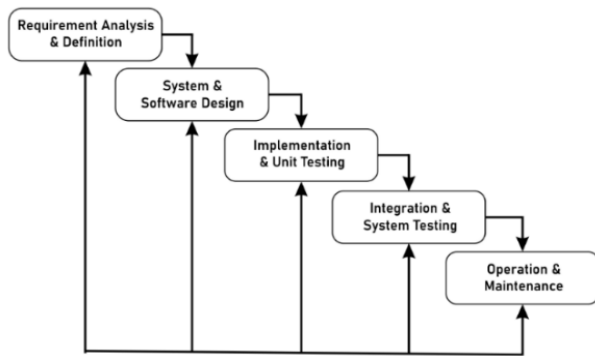 Requirement Analysis
& Definition
System &
Software Design
Implementation
& Unit Testing
Integration &
System Testing
Operation &
Maintenance